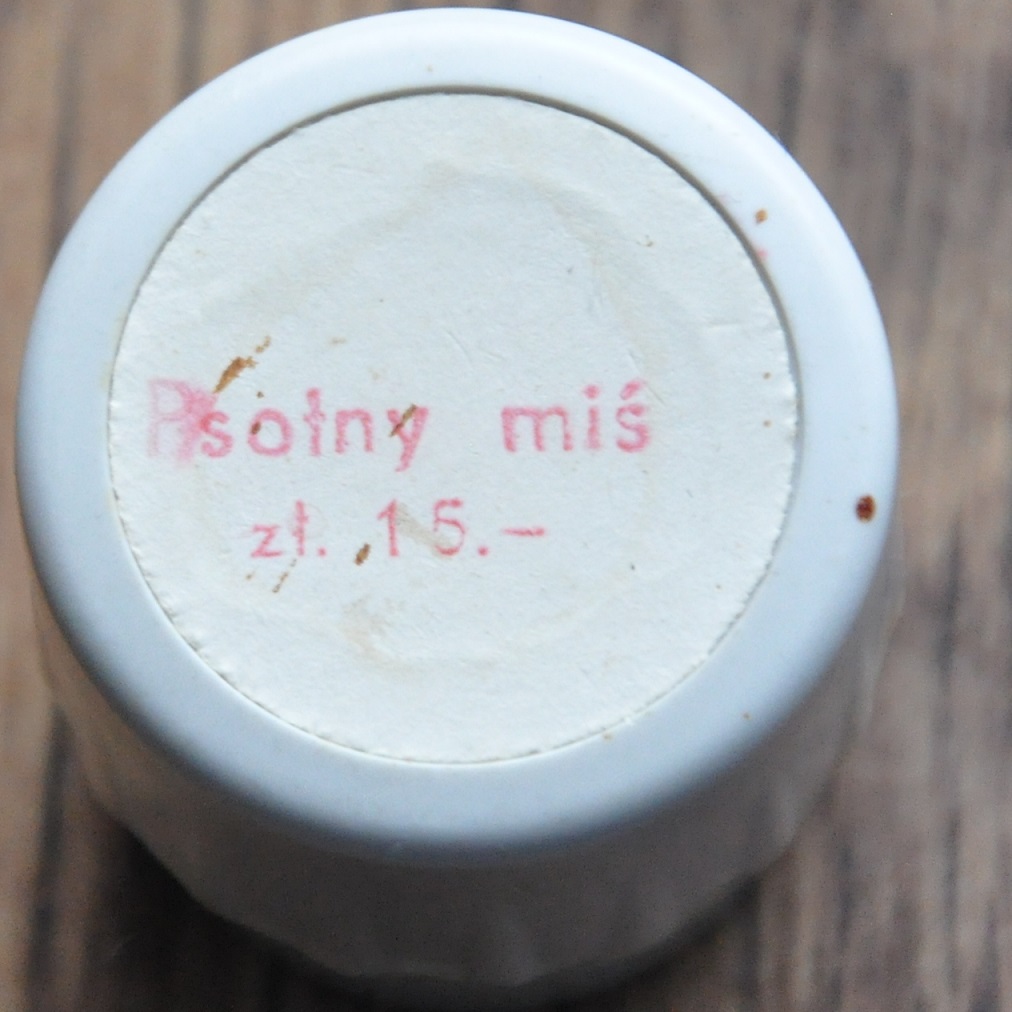 Psotny miś
zł. 15.–